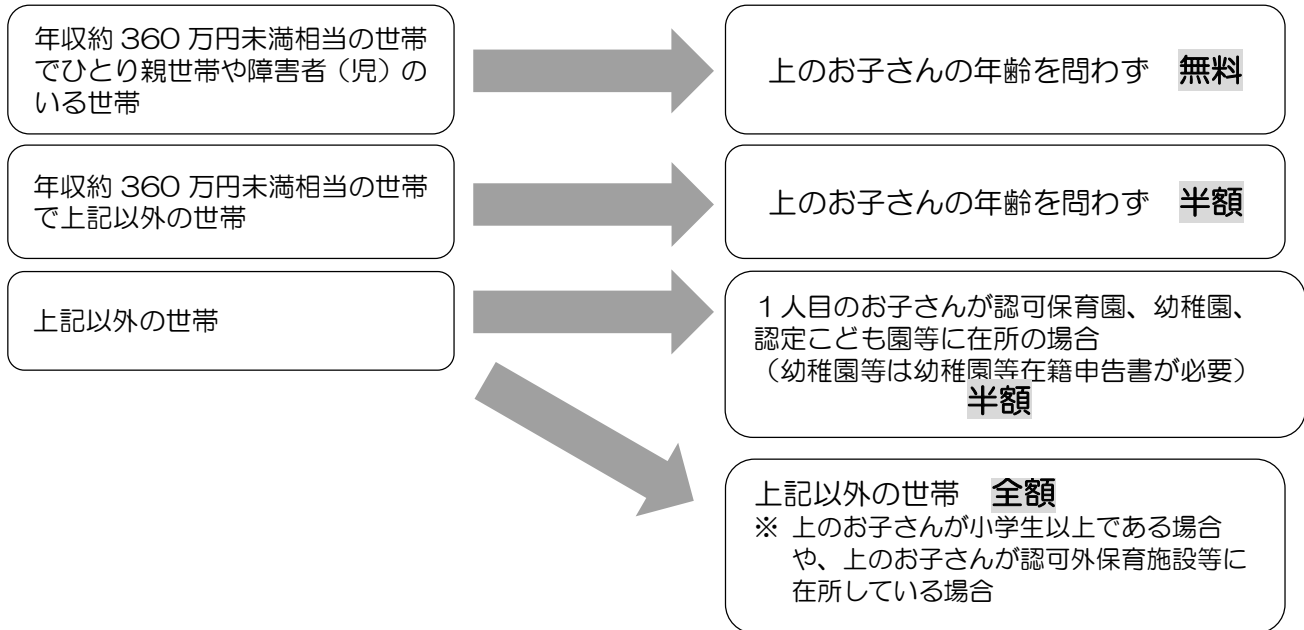 年収約 360 万円未満相当の世帯
でひとり親世帯や障害者（児）の
いる世帯
上のお子さんの年齢を問わず　無料
年収約 360 万円未満相当の世帯
で上記以外の世帯
上のお子さんの年齢を問わず　半額
上記以外の世帯
１人目のお子さんが認可保育園、幼稚園、
認定こども園等に在所の場合
（幼稚園等は幼稚園等在籍申告書が必要）
半額
上記以外の世帯　全額
※ 上のお子さんが小学生以上である場合
や、上のお子さんが認可外保育施設等に
在所している場合